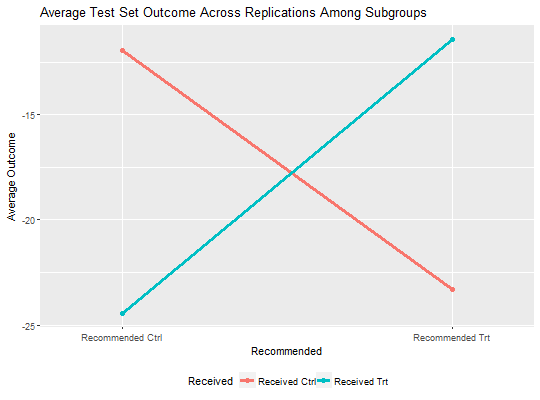 Average Test Set Outcome Across Replications Among Subgroups
Average Outcome
-15
-20
-25
Recommended Ctrl
Recommended Trt
Recommended
Received
Received Ctrl
Received Trt